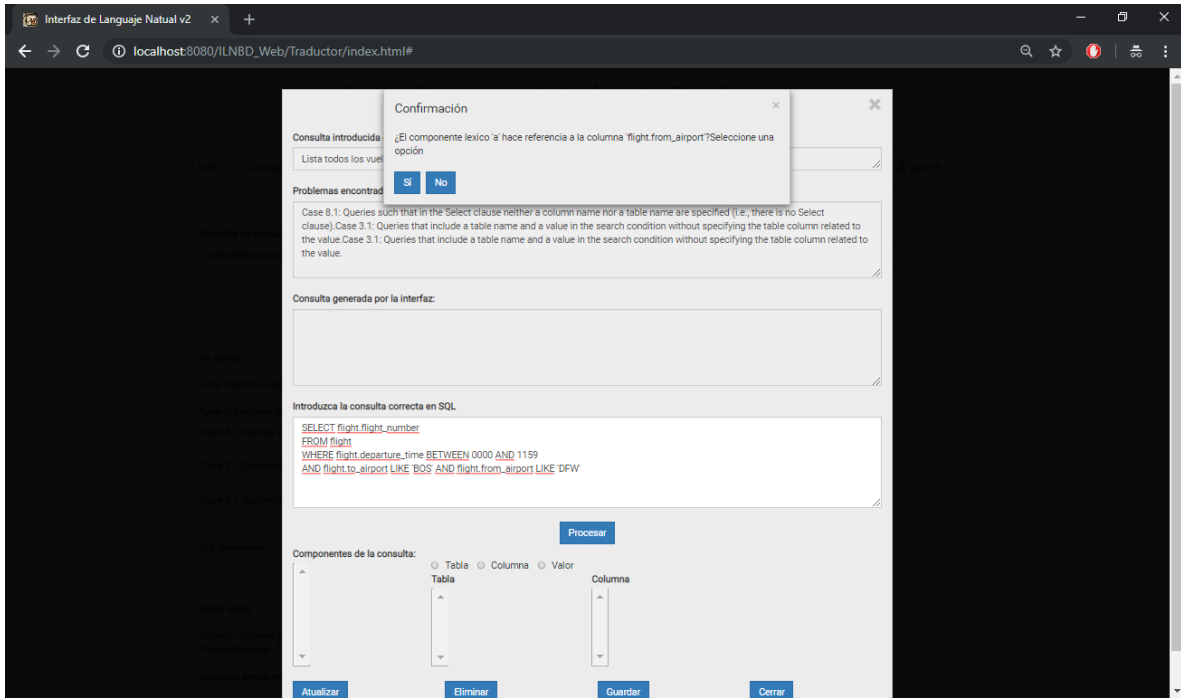 Interfaz de Lenguaje Natual v2
localhost:8080/ILNBD_Web/Traductor/index.html#
Confirmación
¿El componente lexico 'a' hace referencia a la columna 'flight.from_airport'?Seleccione una
opción
Sí No
Consulta introducida
Lista todos los vuel
Problemas encontrad
Case 8.1: Queries such that in the Select clause neither a column name nor a table name are specified (i.e., there is no Select
clause).Case 3.1: Queries that include a table name and a value in the search condition without specifying the table column related to
the value.Case 3.1: Queries that include a table name and a value in the search condition without specifying the table column related to
the value.
Consulta generada por la interfaz:
Introduzca la consulta correcta en SQL
SELECT flight.flight_number
FROM flight
WHERE flight.departure_time BETWEEN 0000 AND 1159
AND flight.to_airport LIKE 'BOS' AND flight.from_airport LIKE 'DFW'
Procesar
Componentes de la consulta:
Tabla Columna Valor
Tabla Columna
Atualizar Eliminar Guardar Cerrar